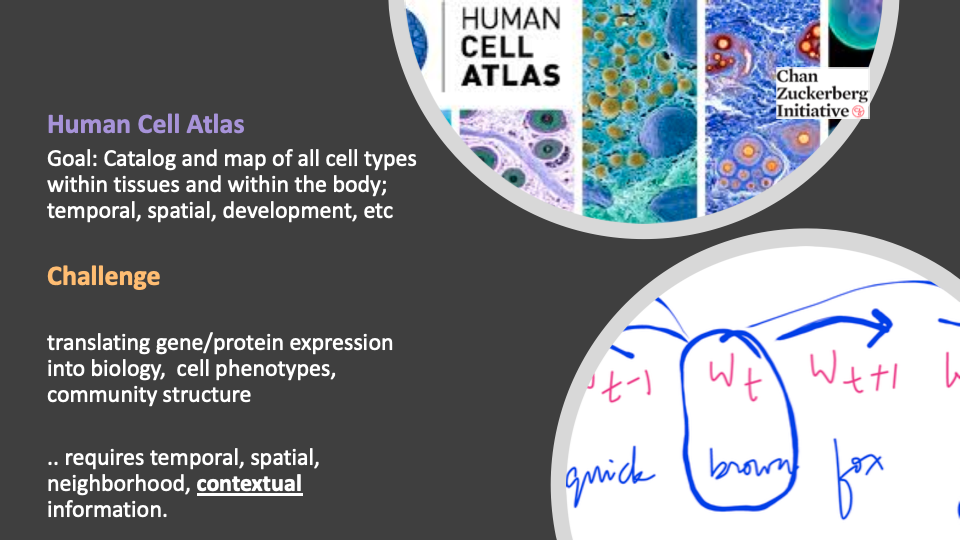 HUMAN
CELL
ATLAS
Chan
Zuckerberg
Initiative
Human Cell Atlas
Goal: Catalog and map of all cell types
within tissues and within the body;
temporal, spatial, development, etc
Challenge
translating gene/protein expression
into biology, cell phenotypes,
community structure
.. requires temporal, spatial,
neighborhood, contextual
information.
t-1 Wt Wt+1
quick brown fox